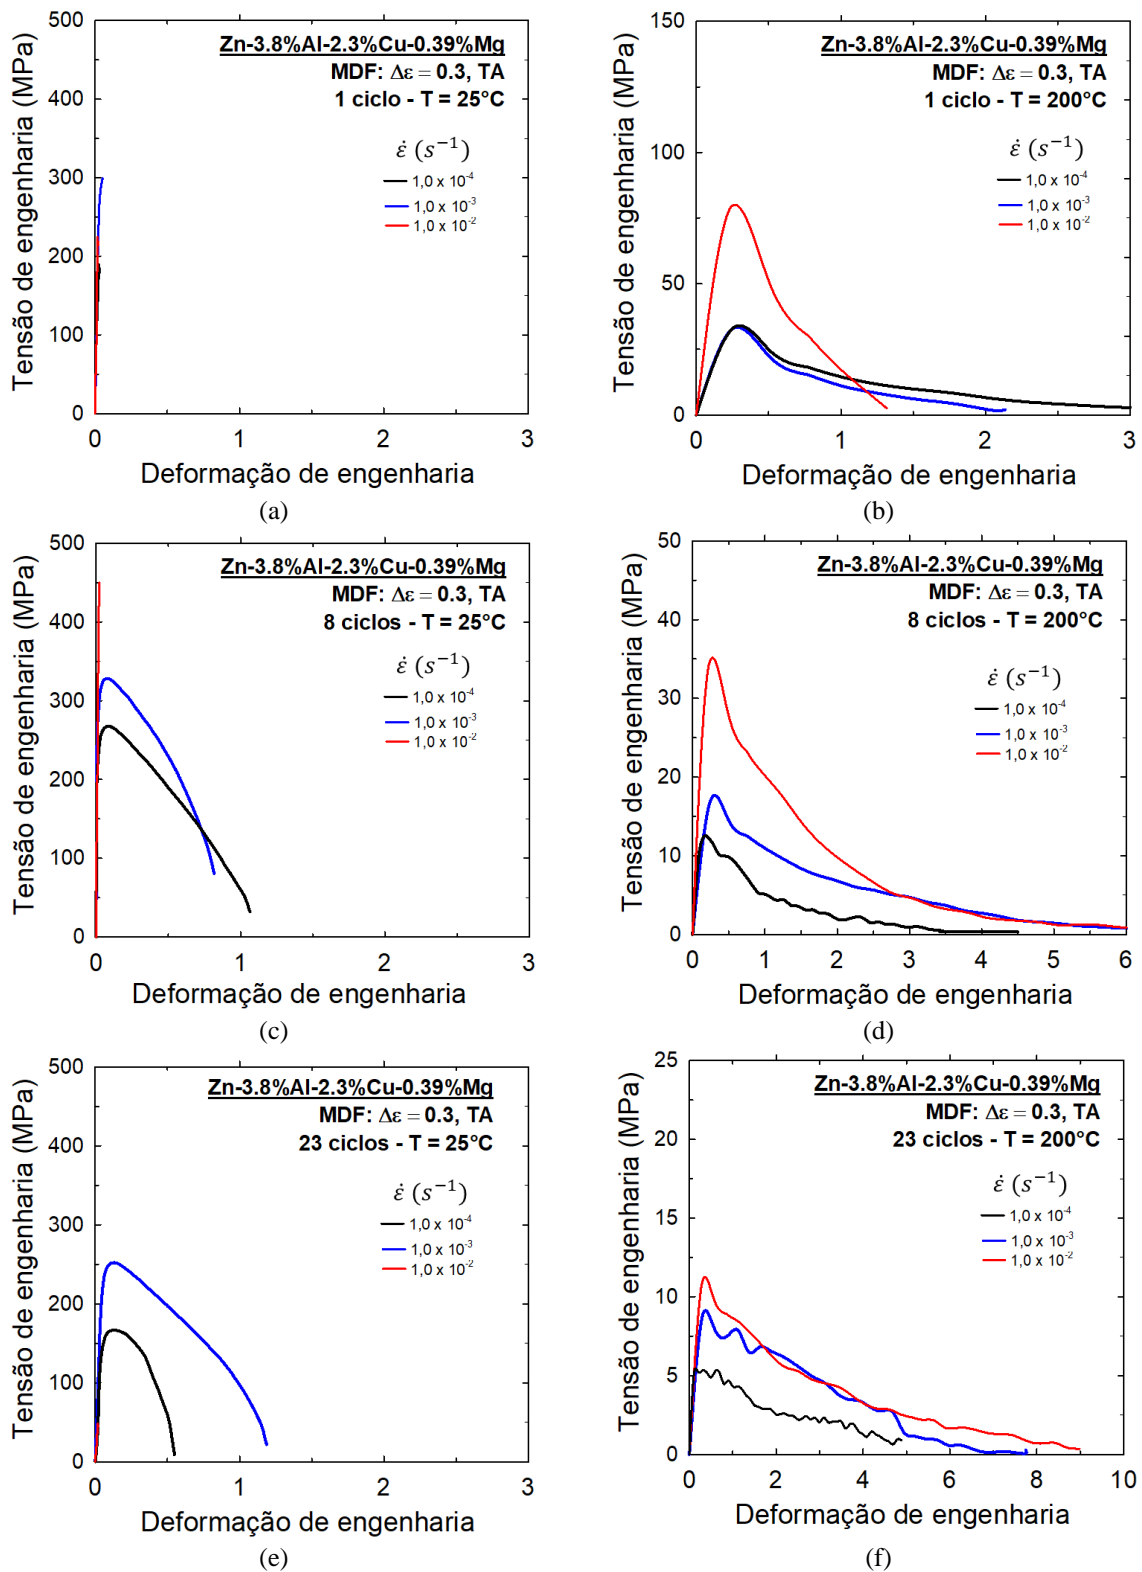 500
400
300
200
100
0
Tensão de engenharia (MPa)
Zn-3.8%Al-2.3%Cu-0.39%Mg
MDF: Δε = 0.3, TA
1 ciclo - T = 25°C
ε̇ (s⁻¹)
1,0 x 10⁻⁴
1,0 x 10⁻³
1,0 x 10⁻²
0 1 2 3
Deformação de engenharia
(a)
150
100
50
0
Tensão de engenharia (MPa)
Zn-3.8%Al-2.3%Cu-0.39%Mg
MDF: Δε = 0.3, TA
1 ciclo - T = 200°C
ε̇ (s⁻¹)
1,0 x 10⁻⁴
1,0 x 10⁻³
1,0 x 10⁻²
0 1 2 3
Deformação de engenharia
(b)
500
400
300
200
100
0
Tensão de engenharia (MPa)
Zn-3.8%Al-2.3%Cu-0.39%Mg
MDF: Δε = 0.3, TA
8 ciclos - T = 25°C
ε̇ (s⁻¹)
1,0 x 10⁻⁴
1,0 x 10⁻³
1,0 x 10⁻²
0 1 2 3
Deformação de engenharia
(c)
50
40
30
20
10
0
Tensão de engenharia (MPa)
Zn-3.8%Al-2.3%Cu-0.39%Mg
MDF: Δε = 0.3, TA
8 ciclos - T = 200°C
ε̇ (s⁻¹)
1,0 x 10⁻⁴
1,0 x 10⁻³
1,0 x 10⁻²
0 1 2 3 4 5 6
Deformação de engenharia
(d)
500
400
300
200
100
0
Tensão de engenharia (MPa)
Zn-3.8%Al-2.3%Cu-0.39%Mg
MDF: Δε = 0.3, TA
23 ciclos - T = 25°C
ε̇ (s⁻¹)
1,0 x 10⁻⁴
1,0 x 10⁻³
1,0 x 10⁻²
0 1 2 3
Deformação de engenharia
(e)
25
20
15
10
5
0
Tensão de engenharia (MPa)
Zn-3.8%Al-2.3%Cu-0.39%Mg
MDF: Δε = 0.3, TA
23 ciclos - T = 200°C
ε̇ (s⁻¹)
1,0 x 10⁻⁴
1,0 x 10⁻³
1,0 x 10⁻²
0 2 4 6 8 10
Deformação de engenharia
(f)